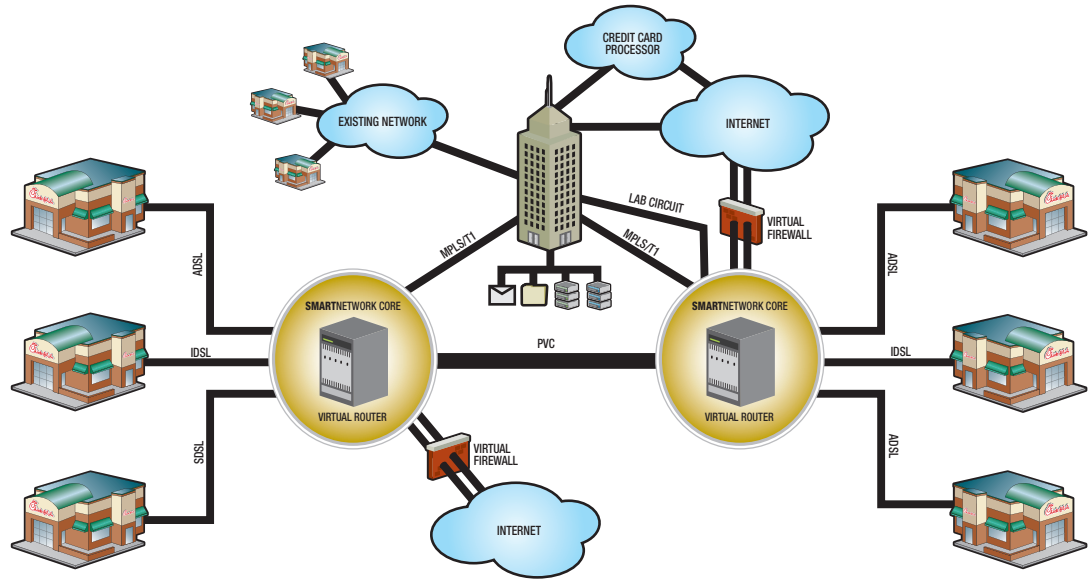 CREDIT CARD
PROCESSOR
EXISTING NETWORK
INTERNET
LAB CIRCUIT
VIRTUAL
FIREWALL
MPLS/T1
MPLS/T1
ADSL
ADSL
SMARTNETWORK CORE
SMARTNETWORK CORE
IDSL
PVC
IDSL
VIRTUAL ROUTER
VIRTUAL ROUTER
SDSL
ADSL
VIRTUAL
FIREWALL
INTERNET